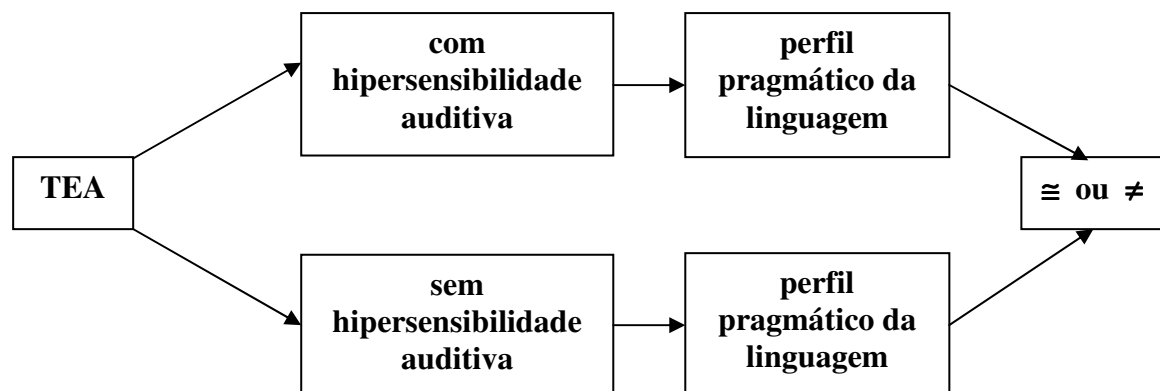 com
hipersensibilidade
auditiva
perfil
pragmático da
linguagem
TEA
≅ ou ≠
sem
hipersensibilidade
auditiva
perfil
pragmático da
linguagem